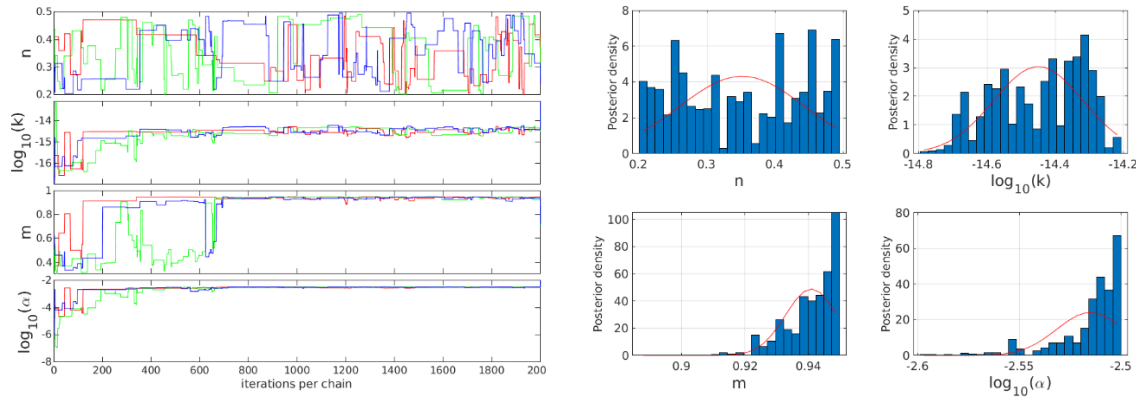 0.5
0.4
0.3
0.2
n
-14
-15
-16
log10(k)
1
0.8
0.6
0.4
m
-2
-4
-6
-8
log10(α)
0 200 400 600 800 1000 1200 1400 1600 1800 200
iterations per chain
8
6
4
2
0
Posterior density
0.2 0.3 0.4 0.5
n
5
4
3
2
1
0
Posterior density
-14.8 -14.6 -14.4 -14.2
log10(k)
100
80
60
40
20
0
Posterior density
0.9 0.92 0.94
m
80
60
40
20
0
Posterior density
-2.6 -2.55 -2.5
log10(α)